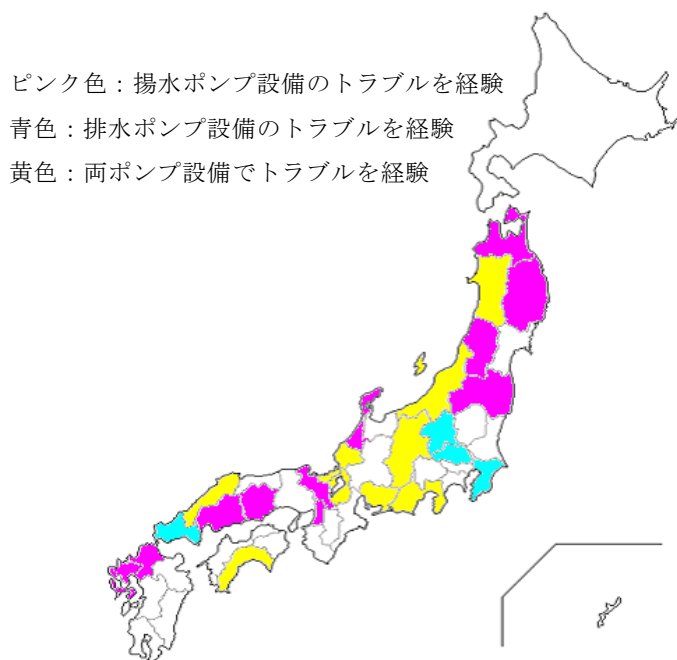 ピンク色：揚水ポンプ設備のトラブルを経験
青色：排水ポンプ設備のトラブルを経験
黄色：両ポンプ設備でトラブルを経験